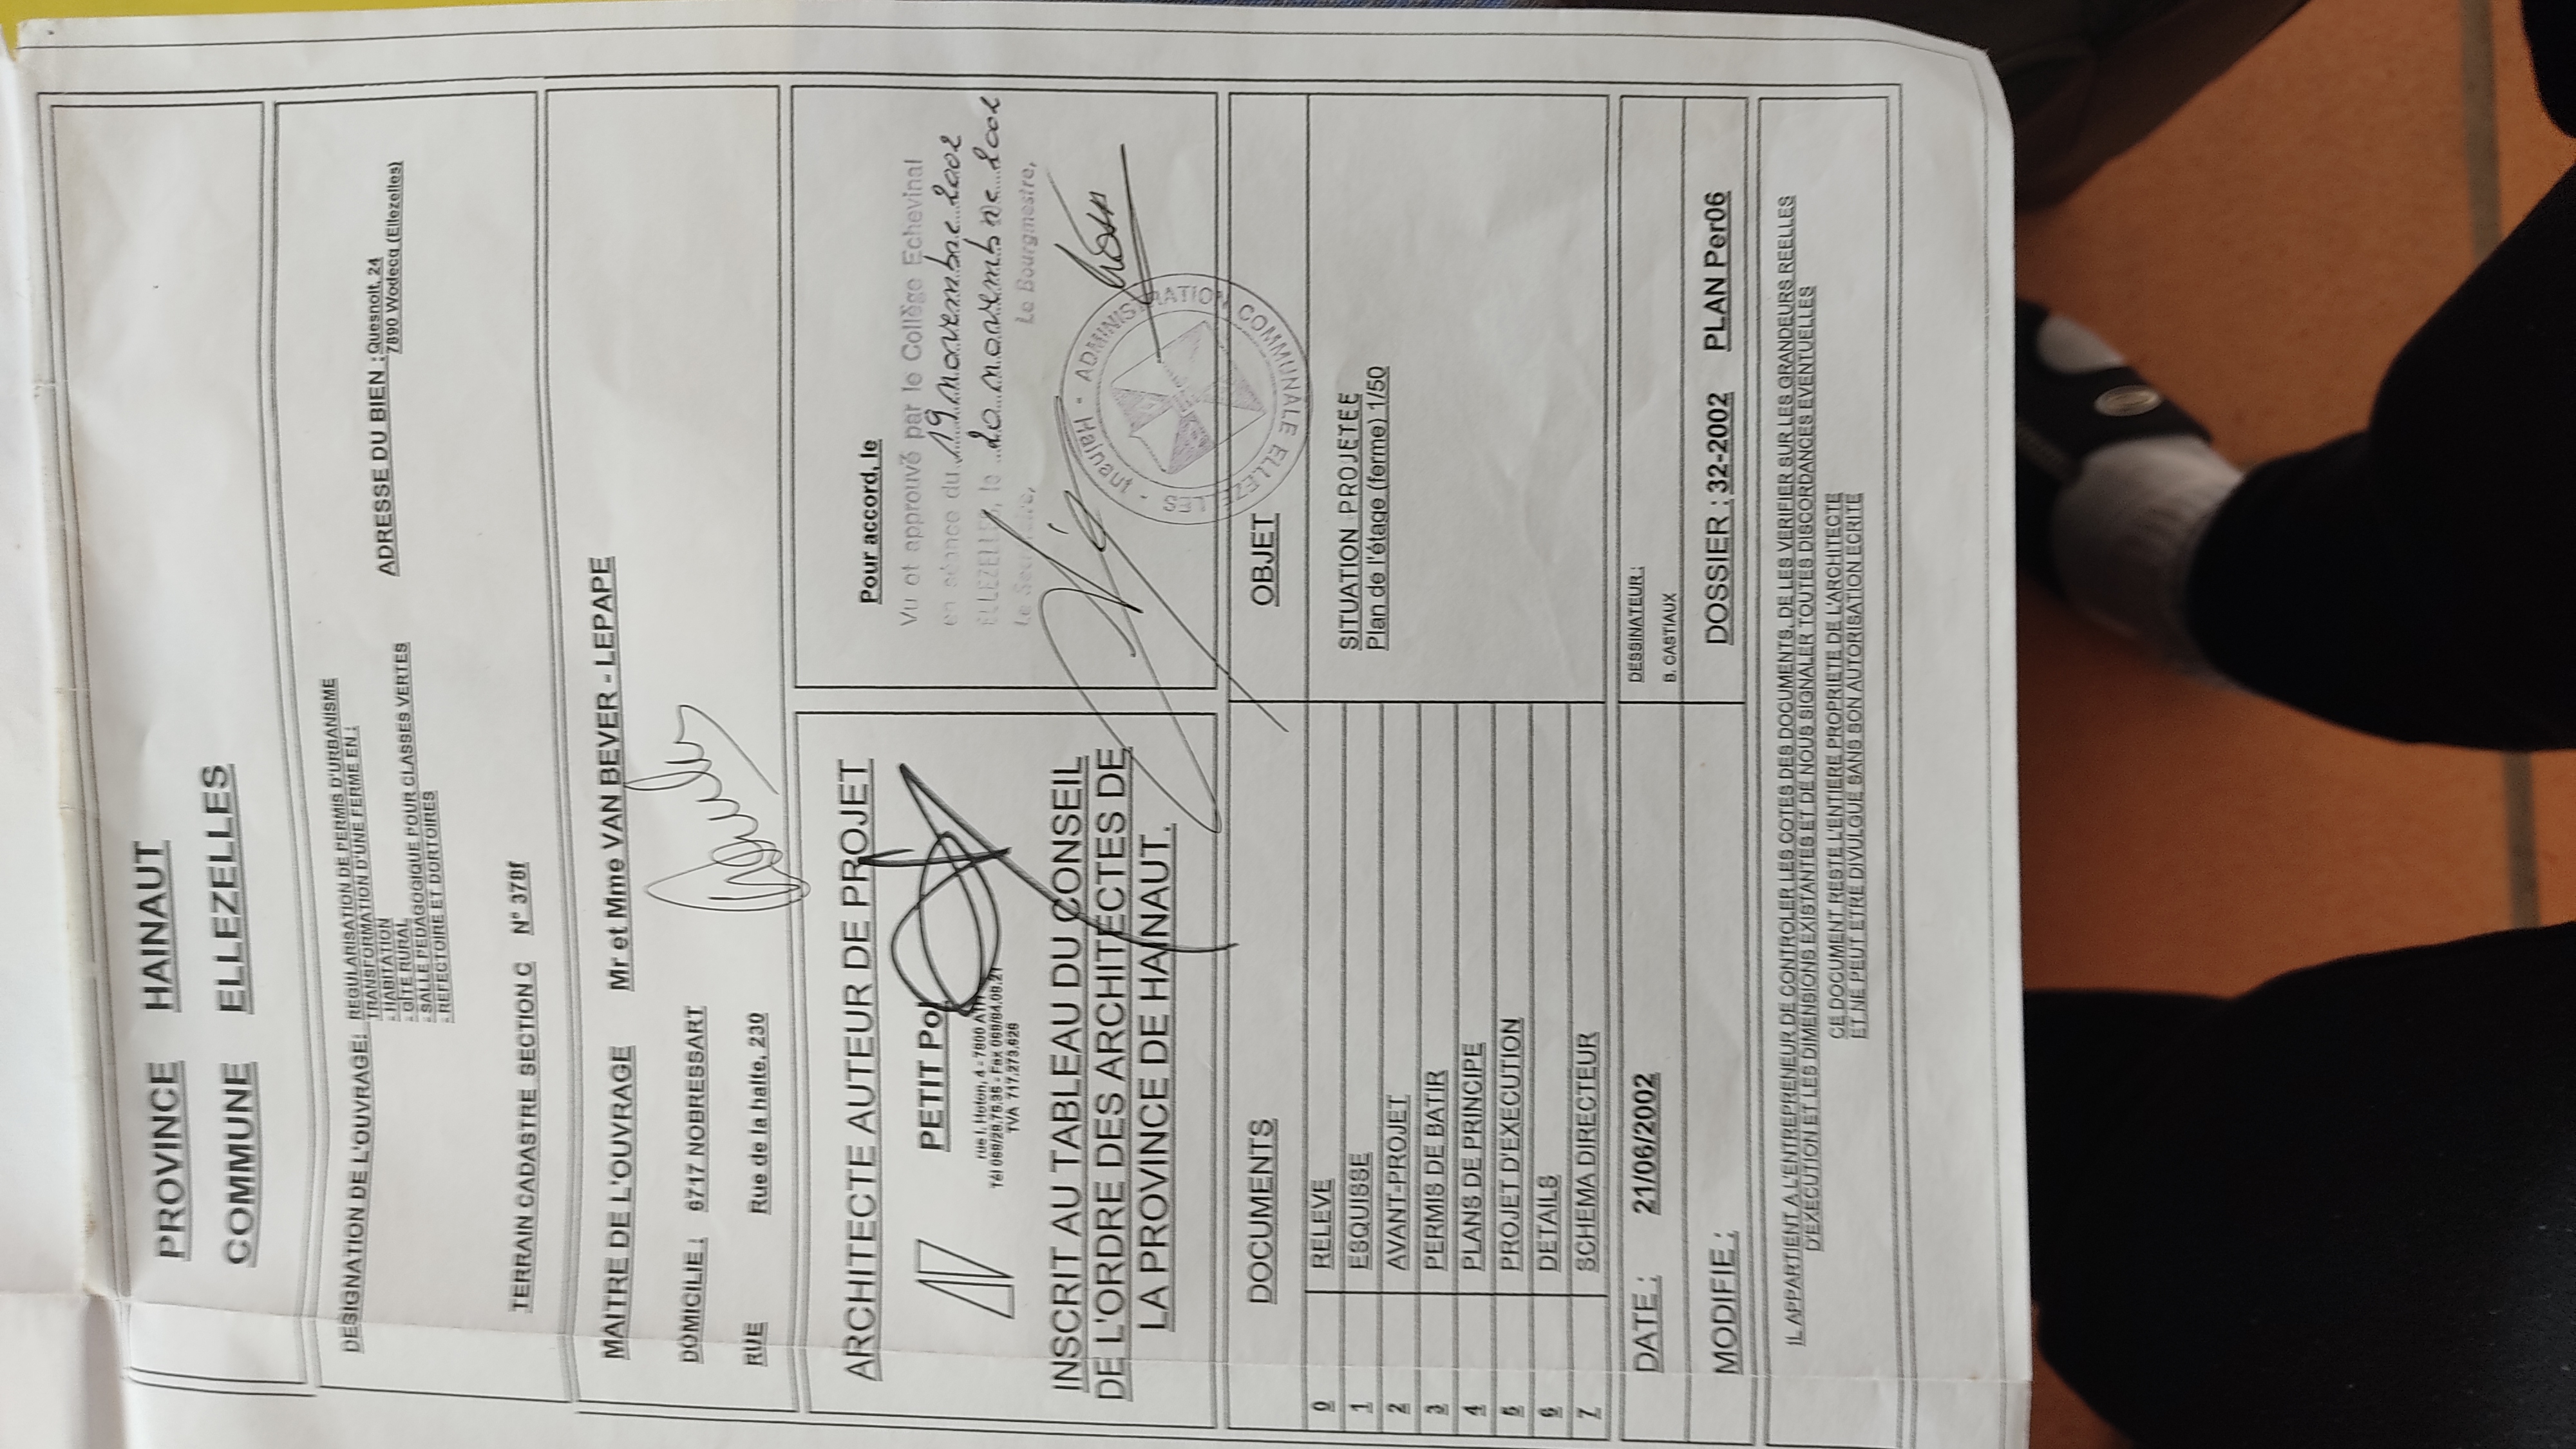 PROVINCE HAINAUT
COMMUNE ELLEZELLES
DESIGNATION DE L'OUVRAGE: REGULARISATION DE PERMIS D'URBANISME
TRANSFORMATION D'UNE FERME EN :
- HABITATION
- GÎTE RURAL
- SALLE PEDAGOGIQUE POUR CLASSES VERTES
- REFECTOIRE ET DORTOIRES
ADRESSE DU BIEN : Quesnoit, 24
7890 Wodecq (Ellezelles)
TERRAIN CADASTRE SECTION C N° 378f
MAITRE DE L'OUVRAGE Mr et Mme VAN BEVER - LEPAPE
DOMICILIE : 6717 NOBRESSART
RUE Rue de la halte, 230
ARCHITECTE AUTEUR DE PROJET
PETIT Pol
rue I. Hoton, 4 - 7800 ATH
Tél 068/28.75.35 - Fax 068/84.08.21
TVA 717.273.626
INSCRIT AU TABLEAU DU CONSEIL
DE L'ORDRE DES ARCHITECTES DE
LA PROVINCE DE HAINAUT.
Pour accord, le
Vu et approuvé par le Collège Echevinal
en séance du 19 novembre 2002
ELLEZELLES, le 20 novembre 2002
Le Secrétaire, Le Bourgmestre,
ADMINISTRATION COMMUNALE ELLEZELLES - Hainaut -
DOCUMENTS
0 RELEVE
1 ESQUISSE
2 AVANT-PROJET
3 PERMIS DE BATIR
4 PLANS DE PRINCIPE
5 PROJET D'EXECUTION
6 DETAILS
7 SCHEMA DIRECTEUR
OBJET
SITUATION PROJETEE
Plan de l'étage (ferme) 1/50
DATE : 21/06/2002
MODIFIE :
DESSINATEUR :
B. CASTIAUX
DOSSIER : 32-2002 PLAN Per06
IL APPARTIENT A L'ENTREPRENEUR DE CONTROLER LES COTES DES DOCUMENTS, DE LES VERIFIER SUR LES GRANDEURS REELLES
D'EXECUTION ET LES DIMENSIONS EXISTANTES ET DE NOUS SIGNALER TOUTES DISCORDANCES EVENTUELLES
CE DOCUMENT RESTE L'ENTIERE PROPRIETE DE L'ARCHITECTE
ET NE PEUT ETRE DIVULGUE SANS SON AUTORISATION ECRITE